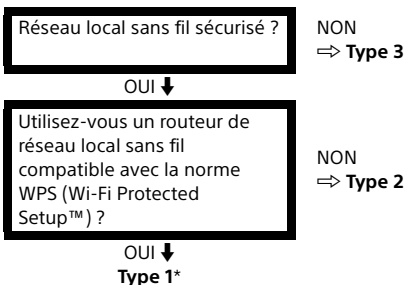 Réseau local sans fil sécurisé ?
NON
⇨ Type 3
OUI ⬇
Utilisez-vous un routeur de
réseau local sans fil
compatible avec la norme
WPS (Wi-Fi Protected
Setup™) ?
NON
⇨ Type 2
OUI ⬇
Type 1*